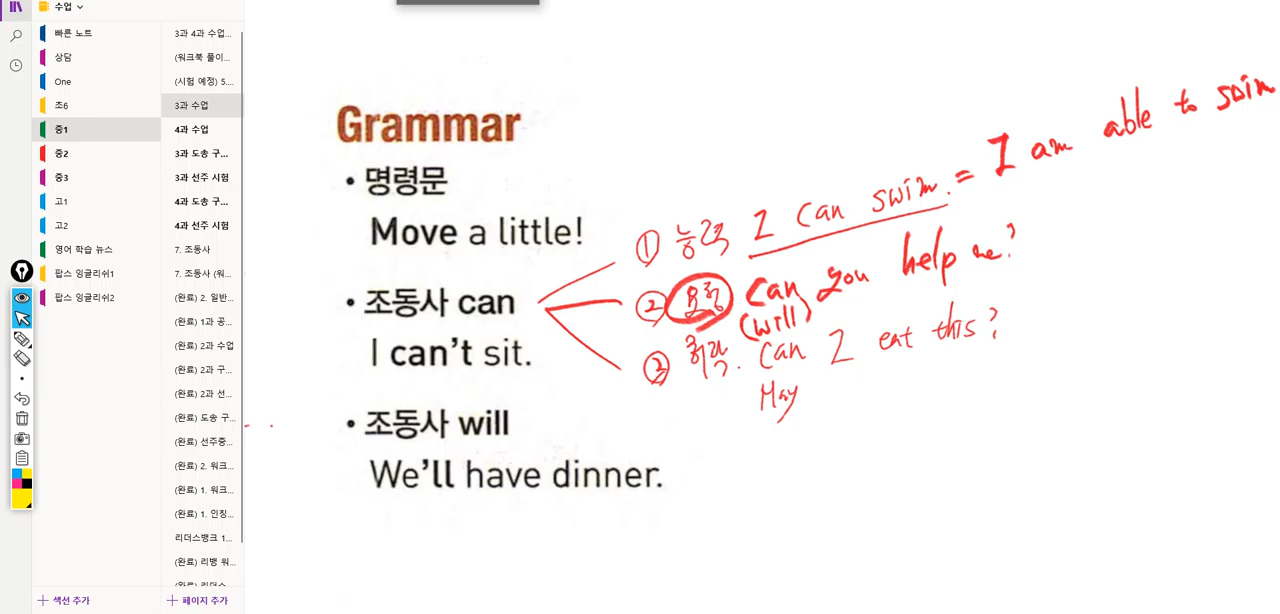 수업
빠른 노트
상담
One
초6
중1
중2
중3
고1
고2
영어 학습 뉴스
팝스 잉글리쉬1
팝스 잉글리쉬2
섹션 추가
3과 4과 수업...
(워크북 풀이...
(시험 예정) 5....
3과 수업
4과 수업
3과 도송 구...
3과 선주 시험
4과 도송 구...
4과 선주 시험
7. 조동사
7. 조동사 (워...
(완료) 2. 일반...
(완료) 1과 공...
(완료) 2과 수업
(완료) 2과 구...
(완료) 2과 선...
(완료) 도송 구...
(완료) 선주중...
(완료) 2. 워크...
(완료) 1. 워크...
(완료) 1. 인칭...
리더스뱅크 1...
(완료) 리뱅 워...
(완료) 리더스
페이지 추가
Grammar
• 명령문
Move a little!
• 조동사 can
I can't sit.
• 조동사 will
We'll have dinner.
① 능력 I can swim. = I am able to swim
② 요청 Can you help me?
(will)
③ 허락. Can I eat this?
May